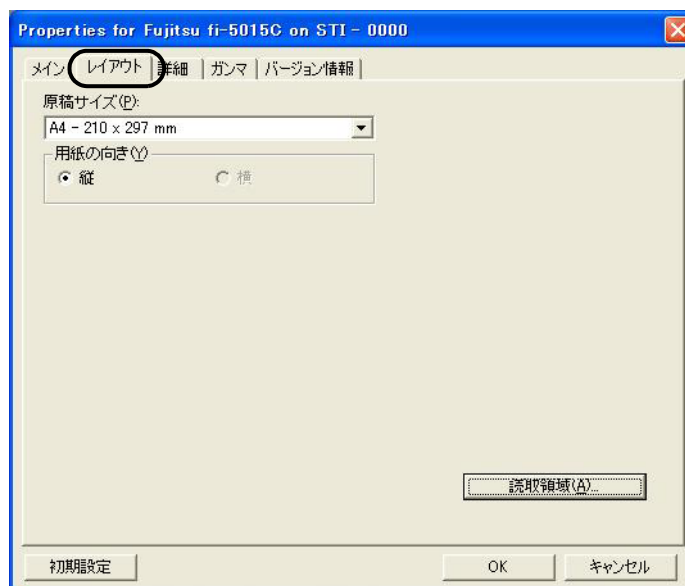 Properties for Fujitsu fi-5015C on STI - 0000
メイン レイアウト 詳細 ガンマ バージョン情報
原稿サイズ(P):
A4 - 210 x 297 mm
用紙の向き(Y)
縦 横
読取領域(A)...
初期設定 OK キャンセル